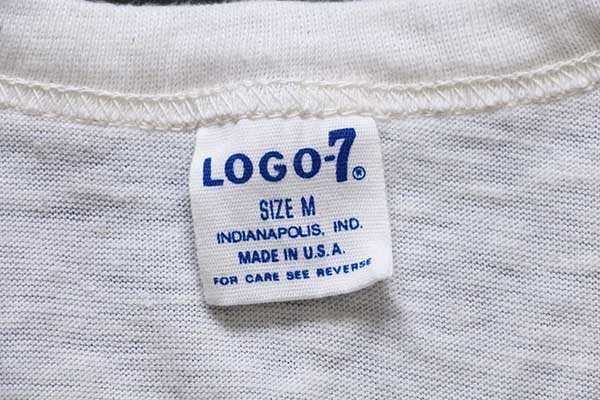 LOGO-7®
SIZE M
INDIANAPOLIS, IND.
MADE IN U.S.A.
FOR CARE SEE REVERSE